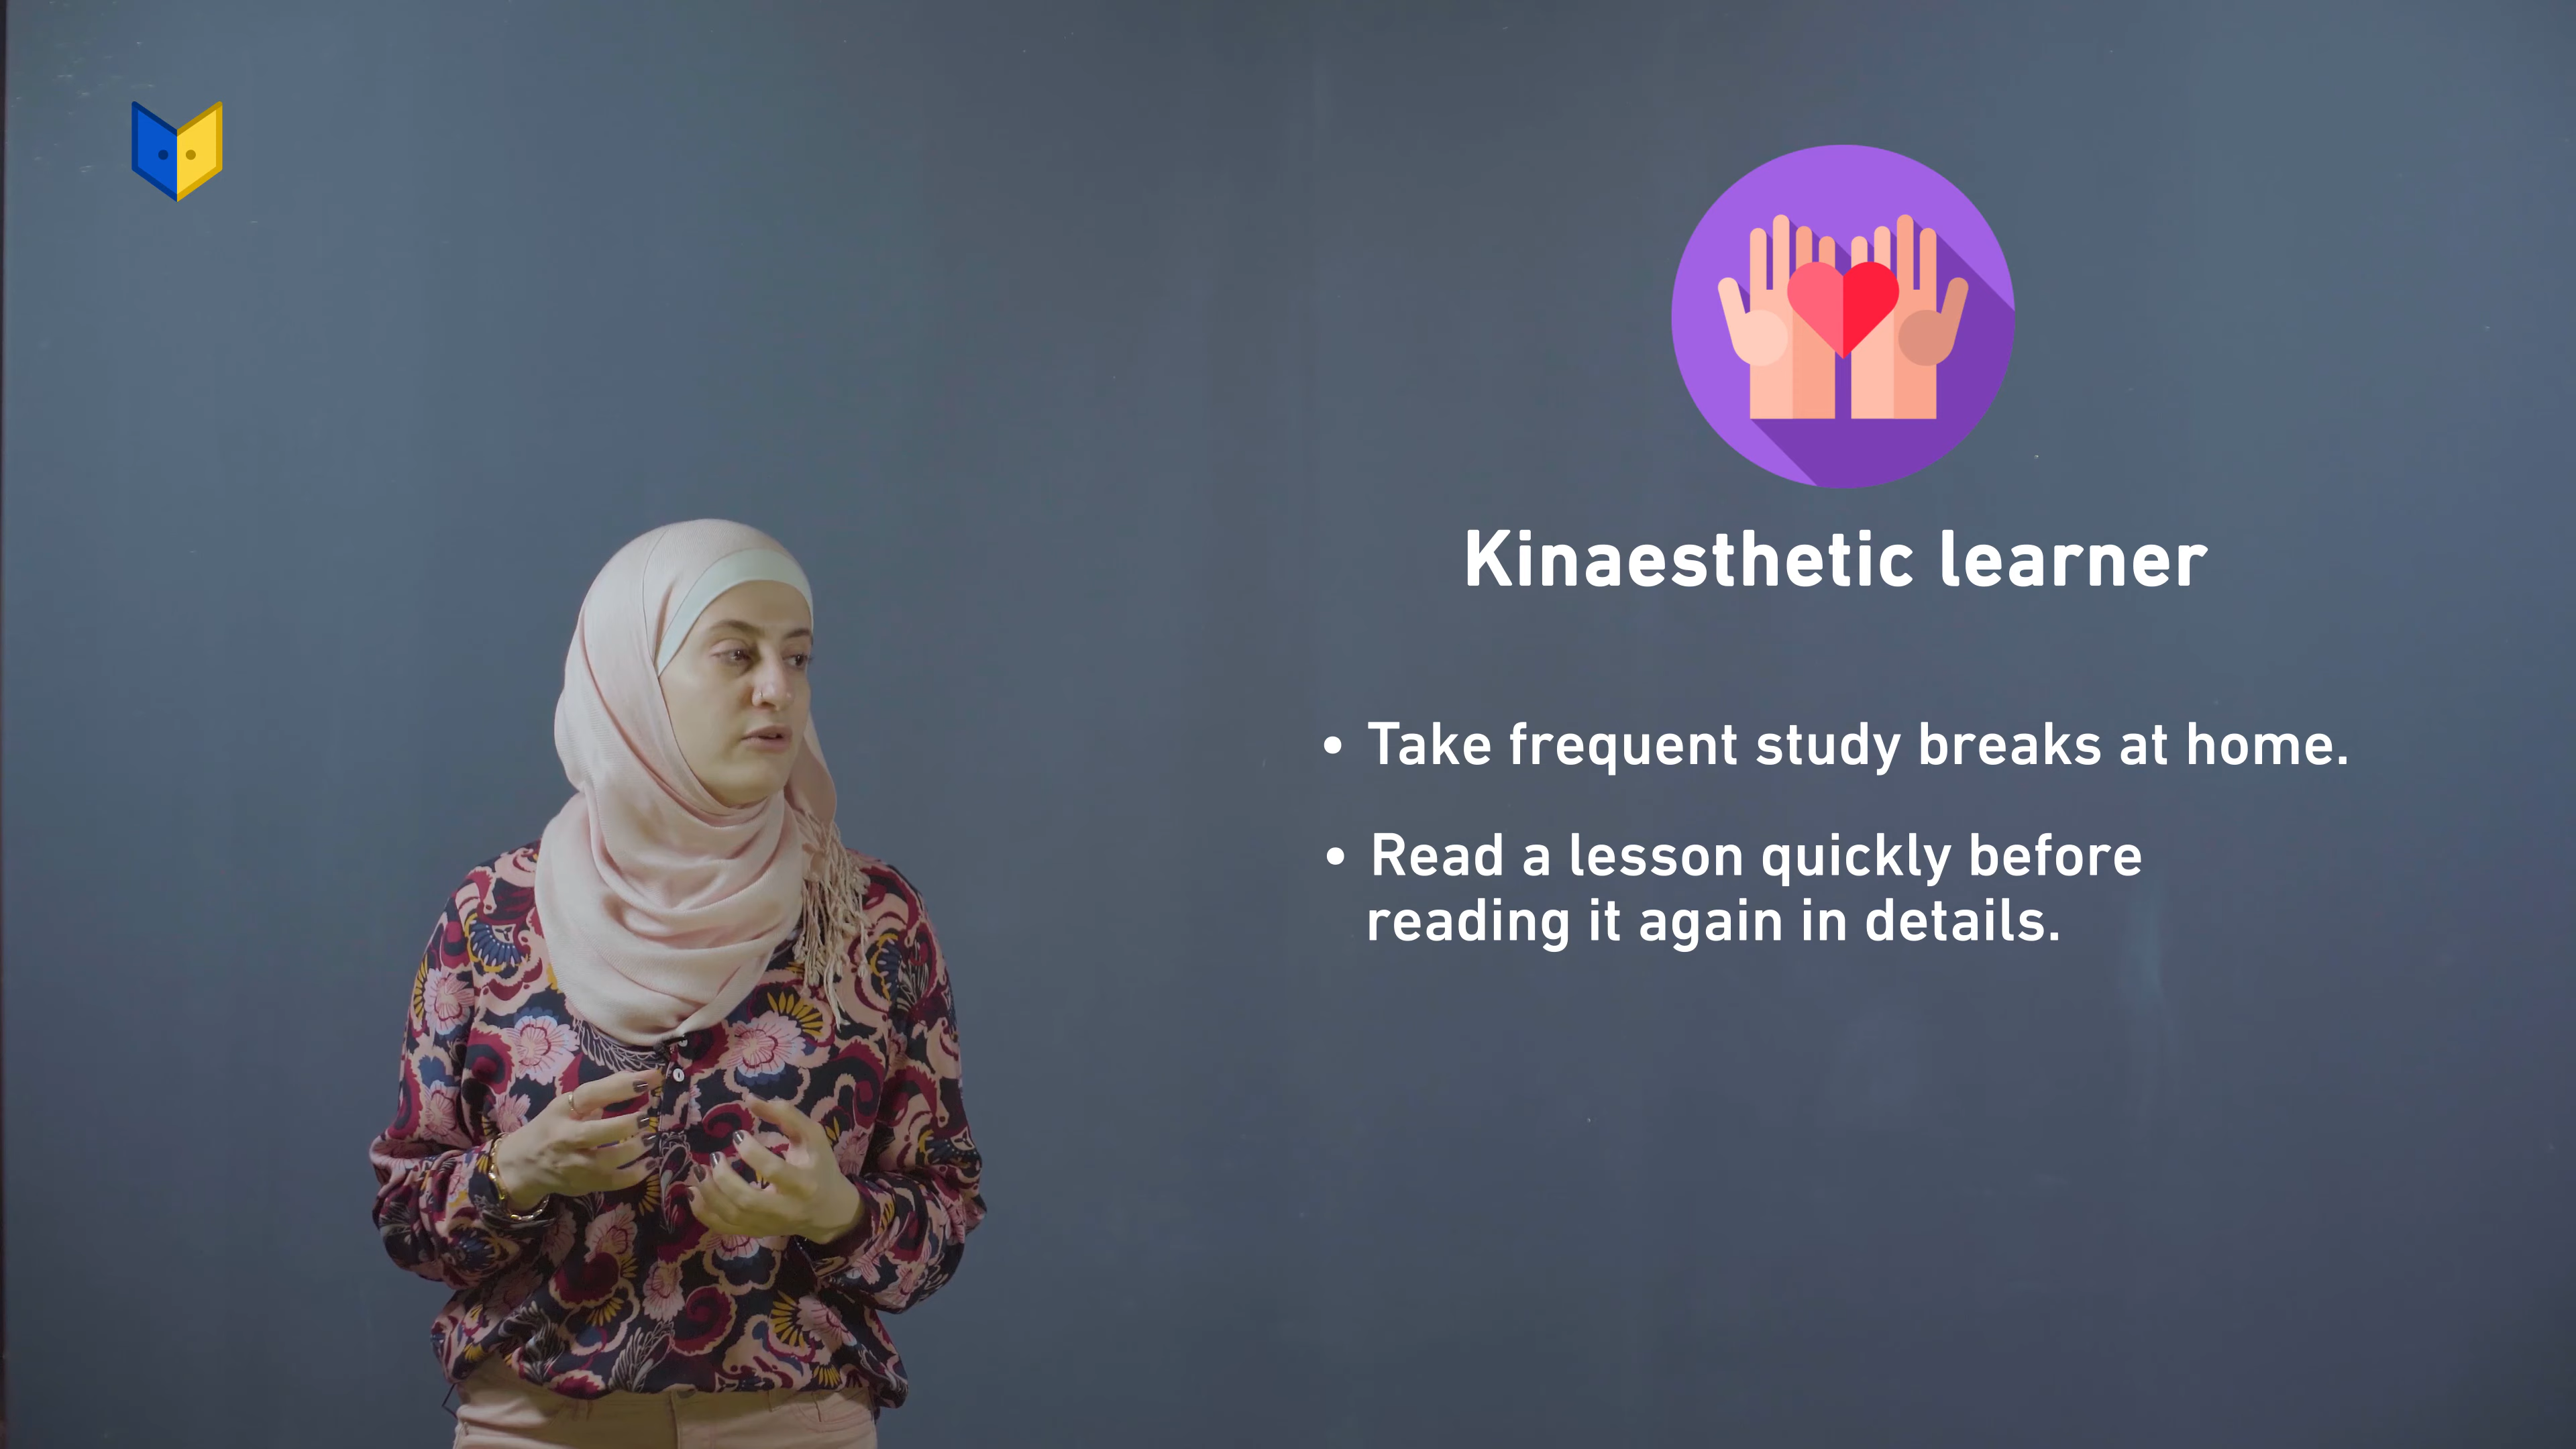 Kinaesthetic learner
• Take frequent study breaks at home.
• Read a lesson quickly before
reading it again in details.